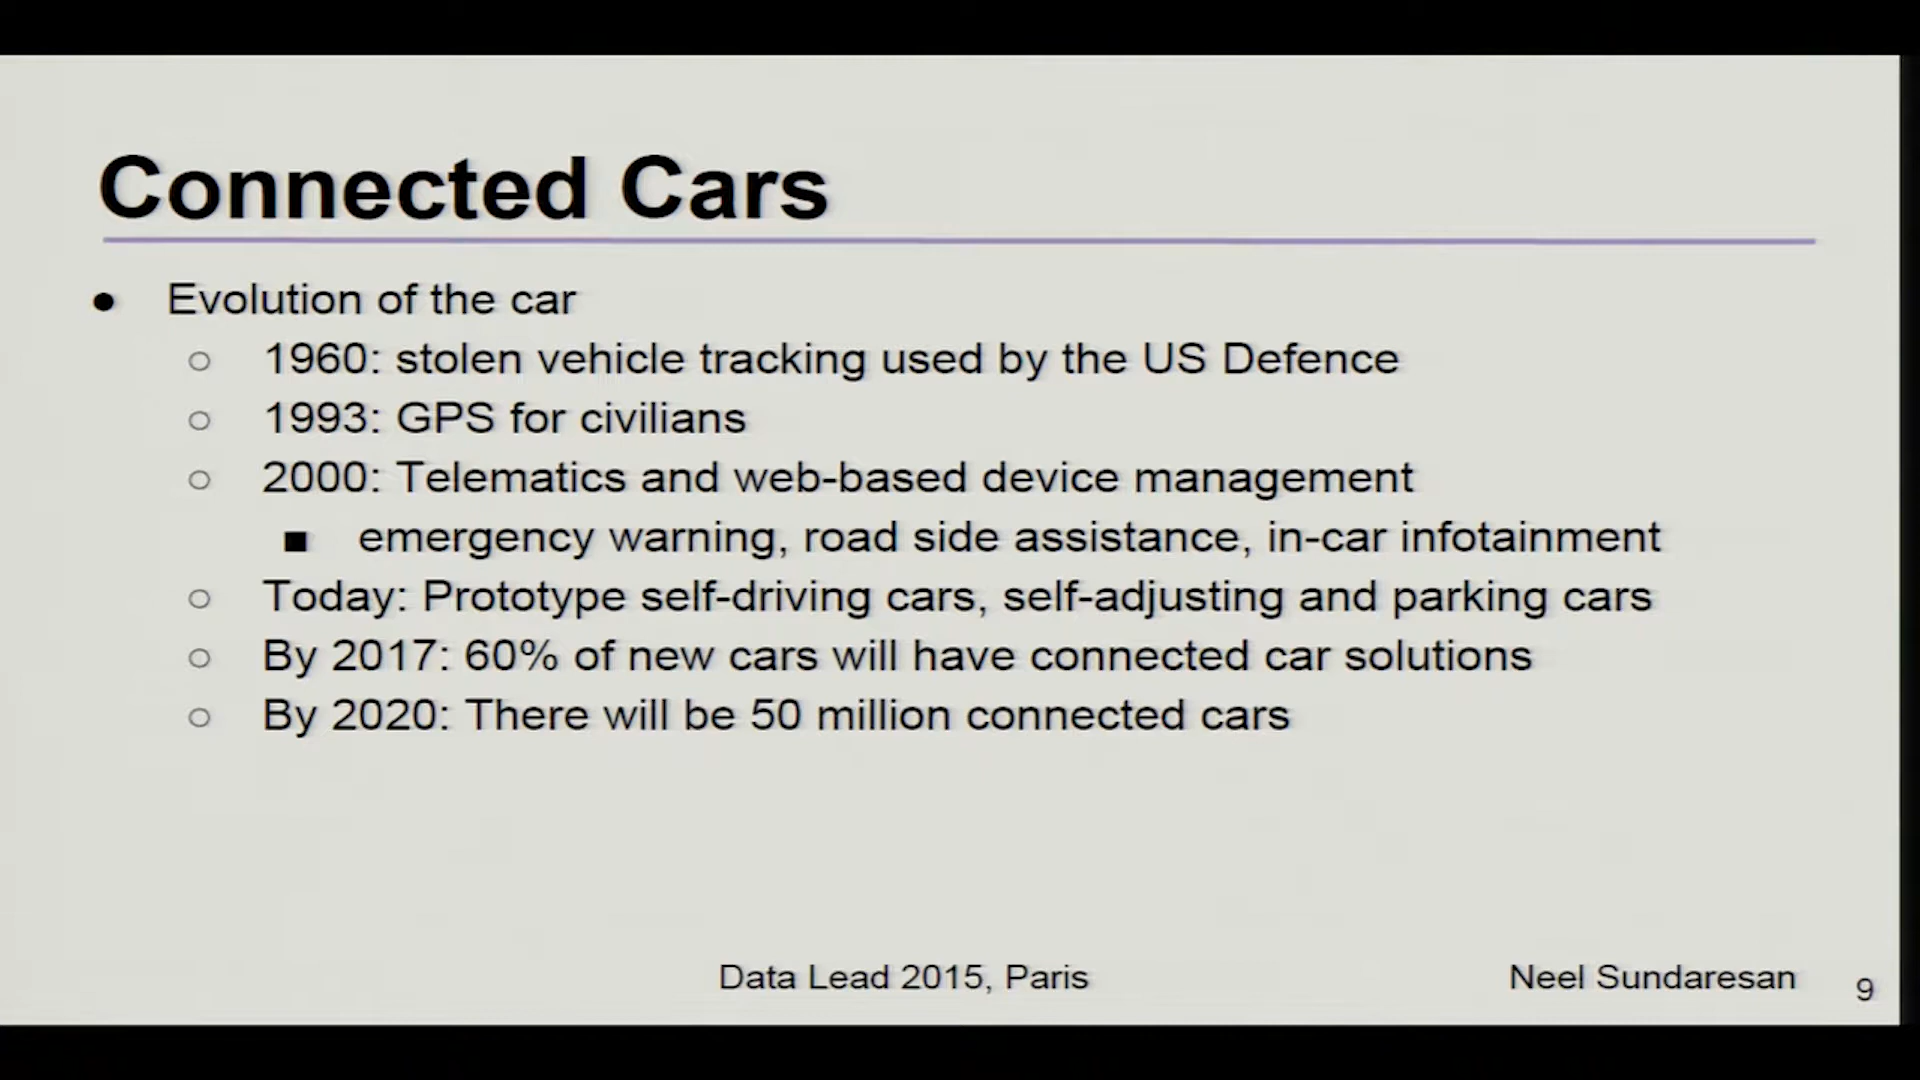 Connected Cars
● Evolution of the car
○ 1960: stolen vehicle tracking used by the US Defence
○ 1993: GPS for civilians
○ 2000: Telematics and web-based device management
■ emergency warning, road side assistance, in-car infotainment
○ Today: Prototype self-driving cars, self-adjusting and parking cars
○ By 2017: 60% of new cars will have connected car solutions
○ By 2020: There will be 50 million connected cars
Data Lead 2015, Paris
Neel Sundaresan
9